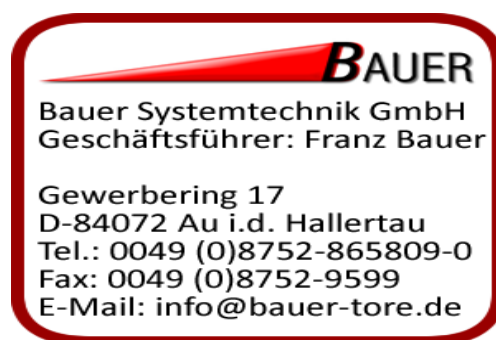 BAUER
Bauer Systemtechnik GmbH
Geschäftsführer: Franz Bauer
Gewerbering 17
D-84072 Au i.d. Hallertau
Tel.: 0049 (0)8752-865809-0
Fax: 0049 (0)8752-9599
E-Mail: info@bauer-tore.de